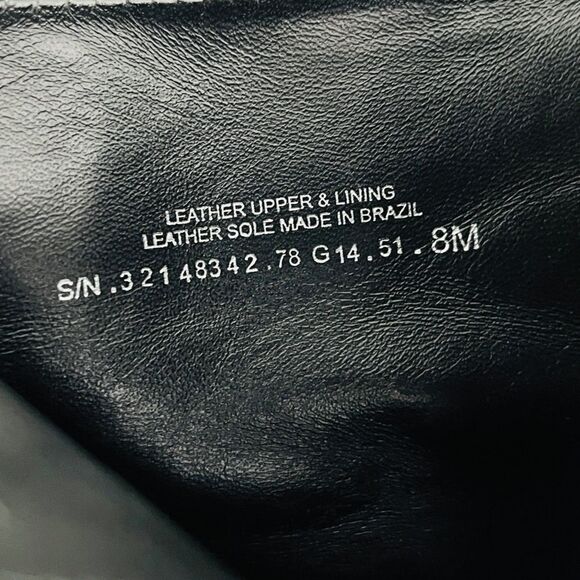 LEATHER UPPER & LINING
LEATHER SOLE MADE IN BRAZIL
S/N .32148342.78 G14.51.8M